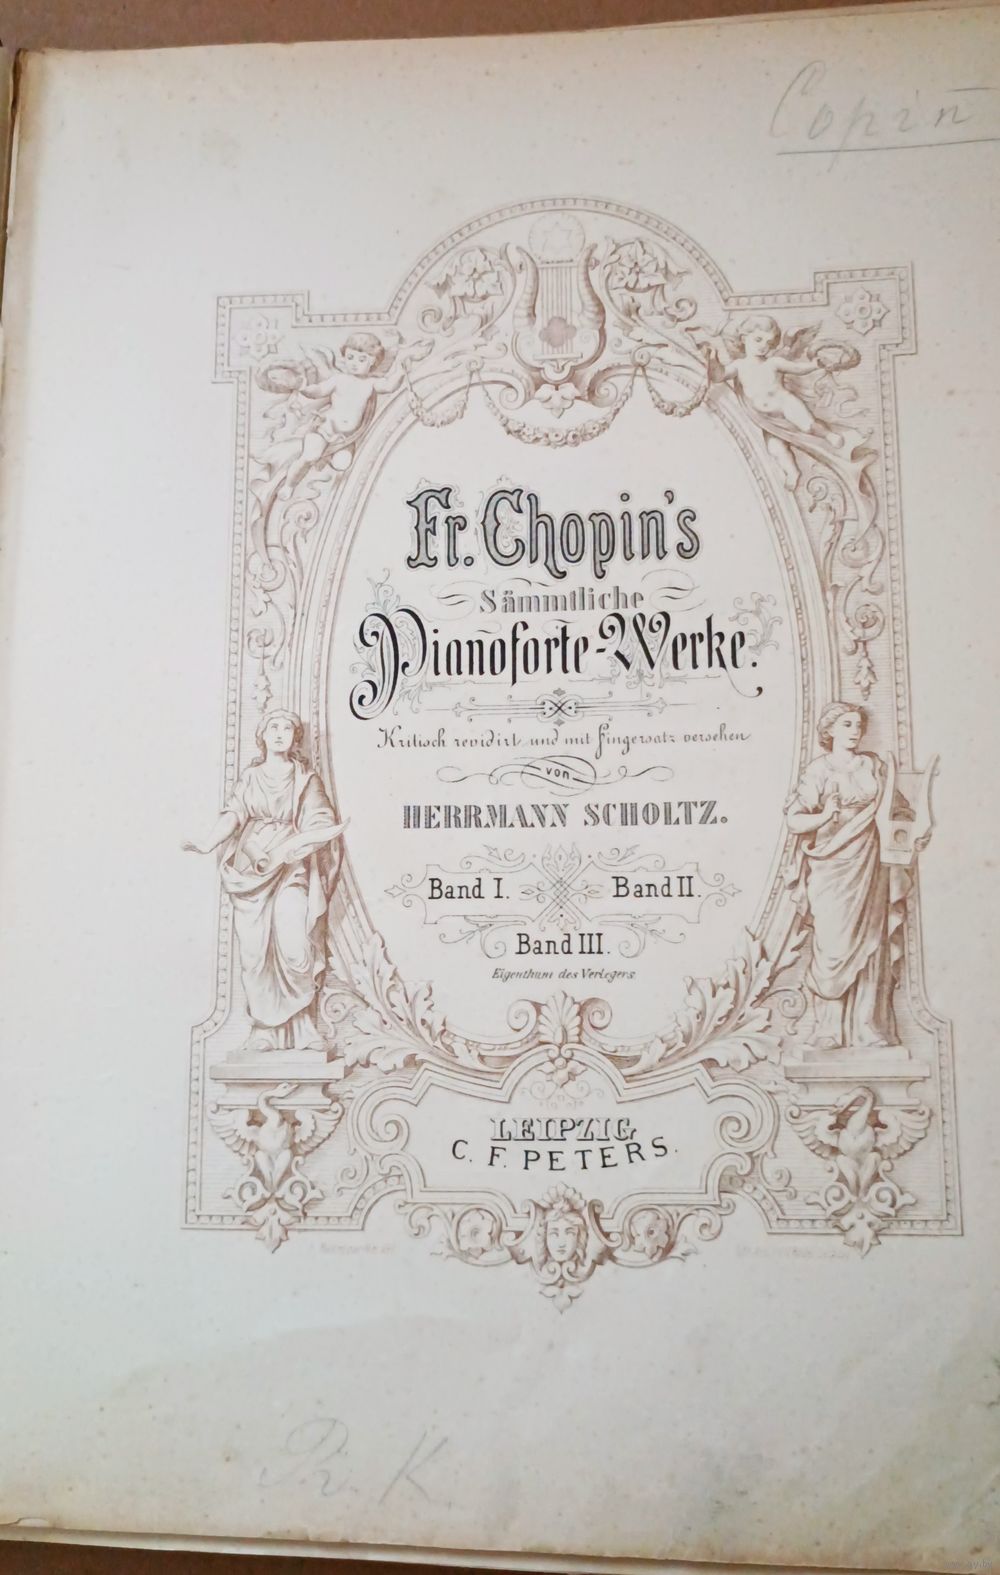 Copin
Fr. Chopin's
Sämmtliche
Pianoforte-Werke.
Kritisch revidirt und mit Fingersatz versehen
von
HERRMANN SCHOLTZ.
Band I. Band II.
Band III.
Eigenthum des Verlegers.
LEIPZIG
C. F. PETERS.